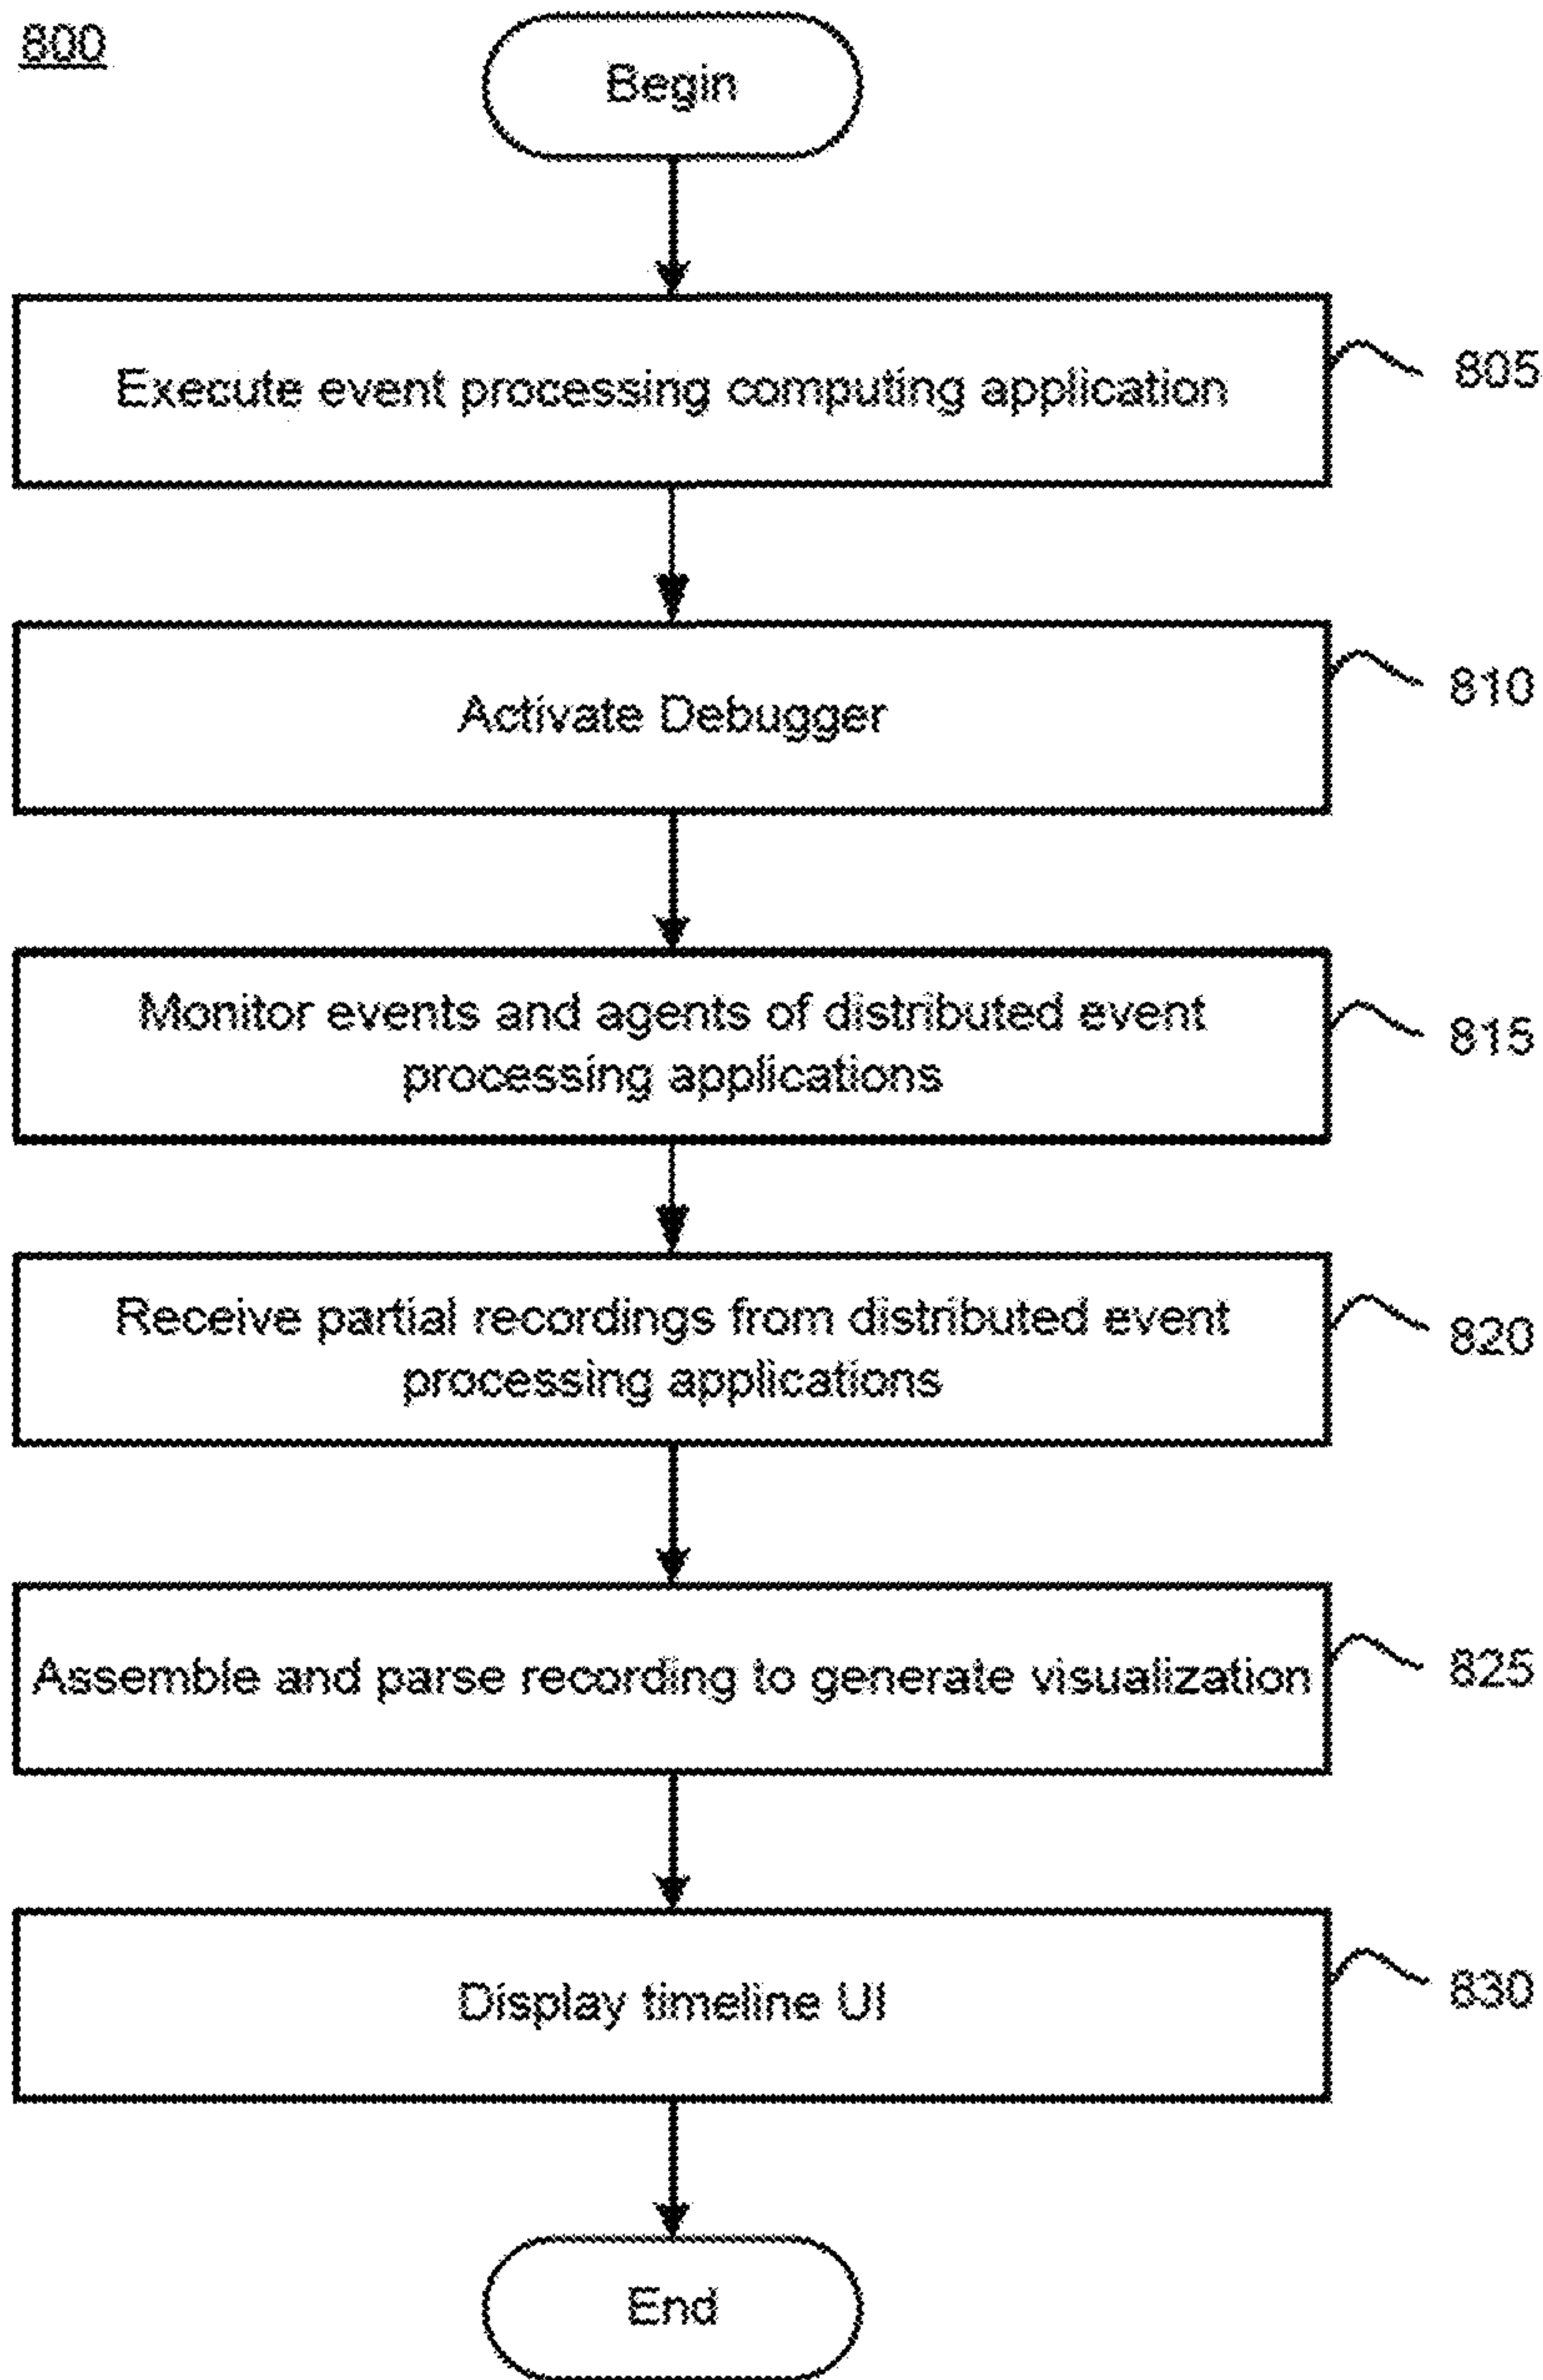 800
Begin
Execute event processing computing application
805
Activate Debugger
810
Monitor events and agents of distributed event
processing applications
815
Receive partial recordings from distributed event
processing applications
820
Assemble and parse recording to generate visualization
825
Display timeline UI
830
End